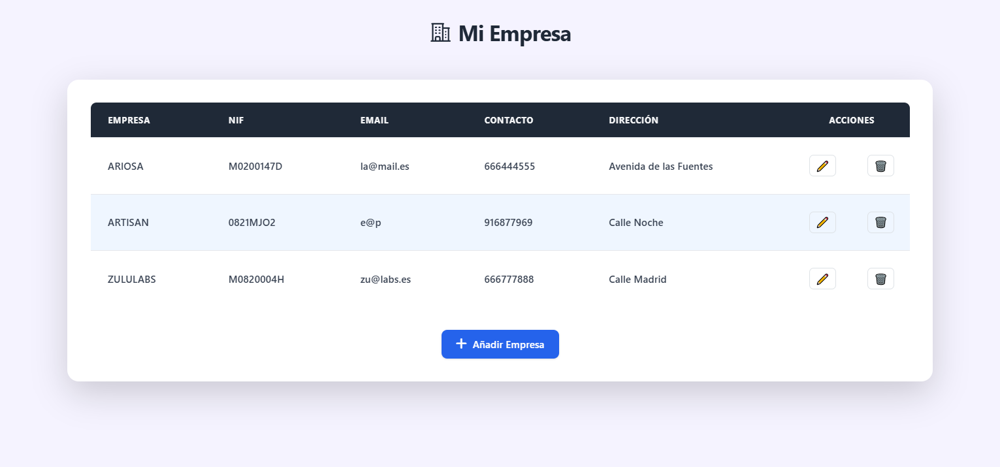 Mi Empresa
EMPRESA NIF EMAIL CONTACTO DIRECCIÓN ACCIONES
ARIOSA M0200147D la@mail.es 666444555 Avenida de las Fuentes
ARTISAN 0821MJO2 e@p 916877969 Calle Noche
ZULULABS M0820004H zu@labs.es 666777888 Calle Madrid
+ Añadir Empresa